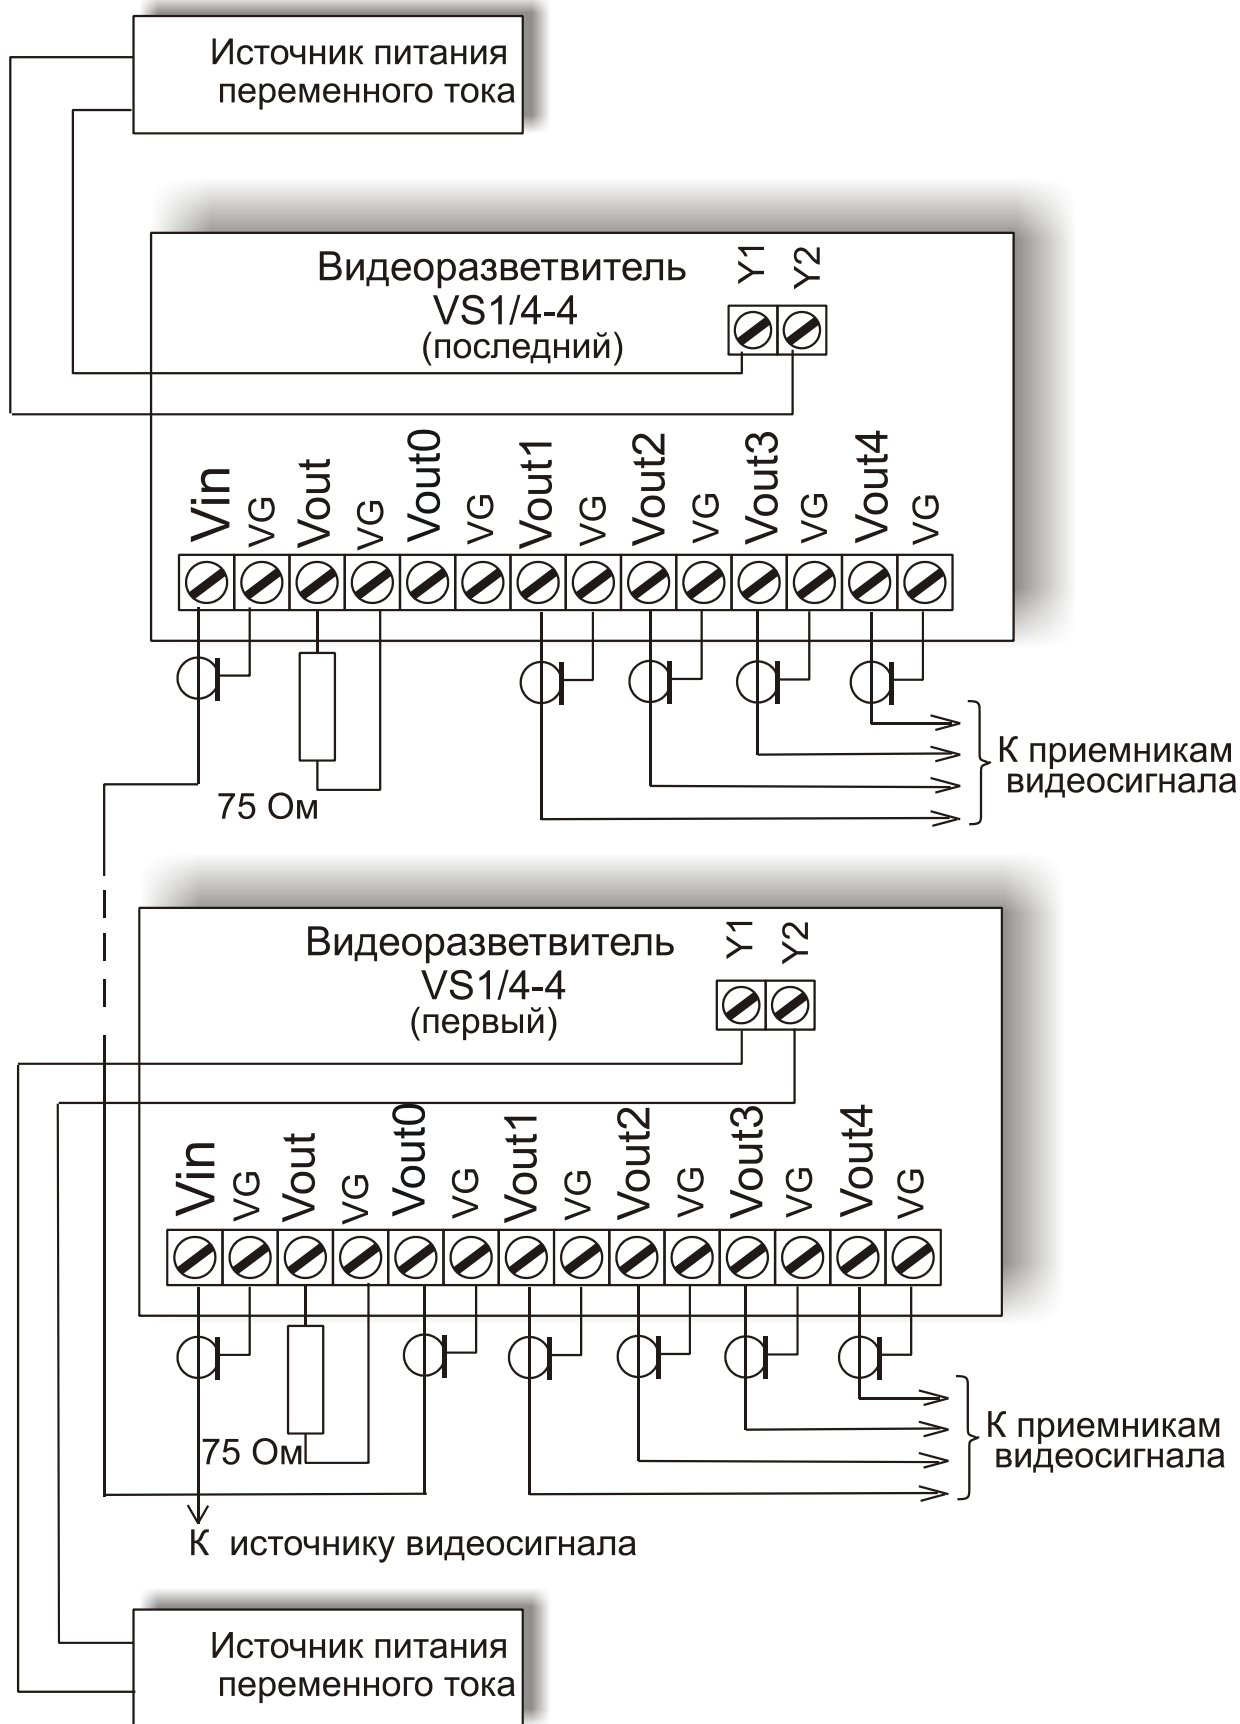 Источник питания
переменного тока
Видеоразветвитель
VS1/4-4
(последний)
Y1
Y2
Vin
VG
Vout
VG
Vout0
VG
Vout1
VG
Vout2
VG
Vout3
VG
Vout4
VG
75 Ом
К приемникам
видеосигнала
Видеоразветвитель
VS1/4-4
(первый)
Y1
Y2
Vin
VG
Vout
VG
Vout0
VG
Vout1
VG
Vout2
VG
Vout3
VG
Vout4
VG
75 Ом
К приемникам
видеосигнала
К источнику видеосигнала
Источник питания
переменного тока